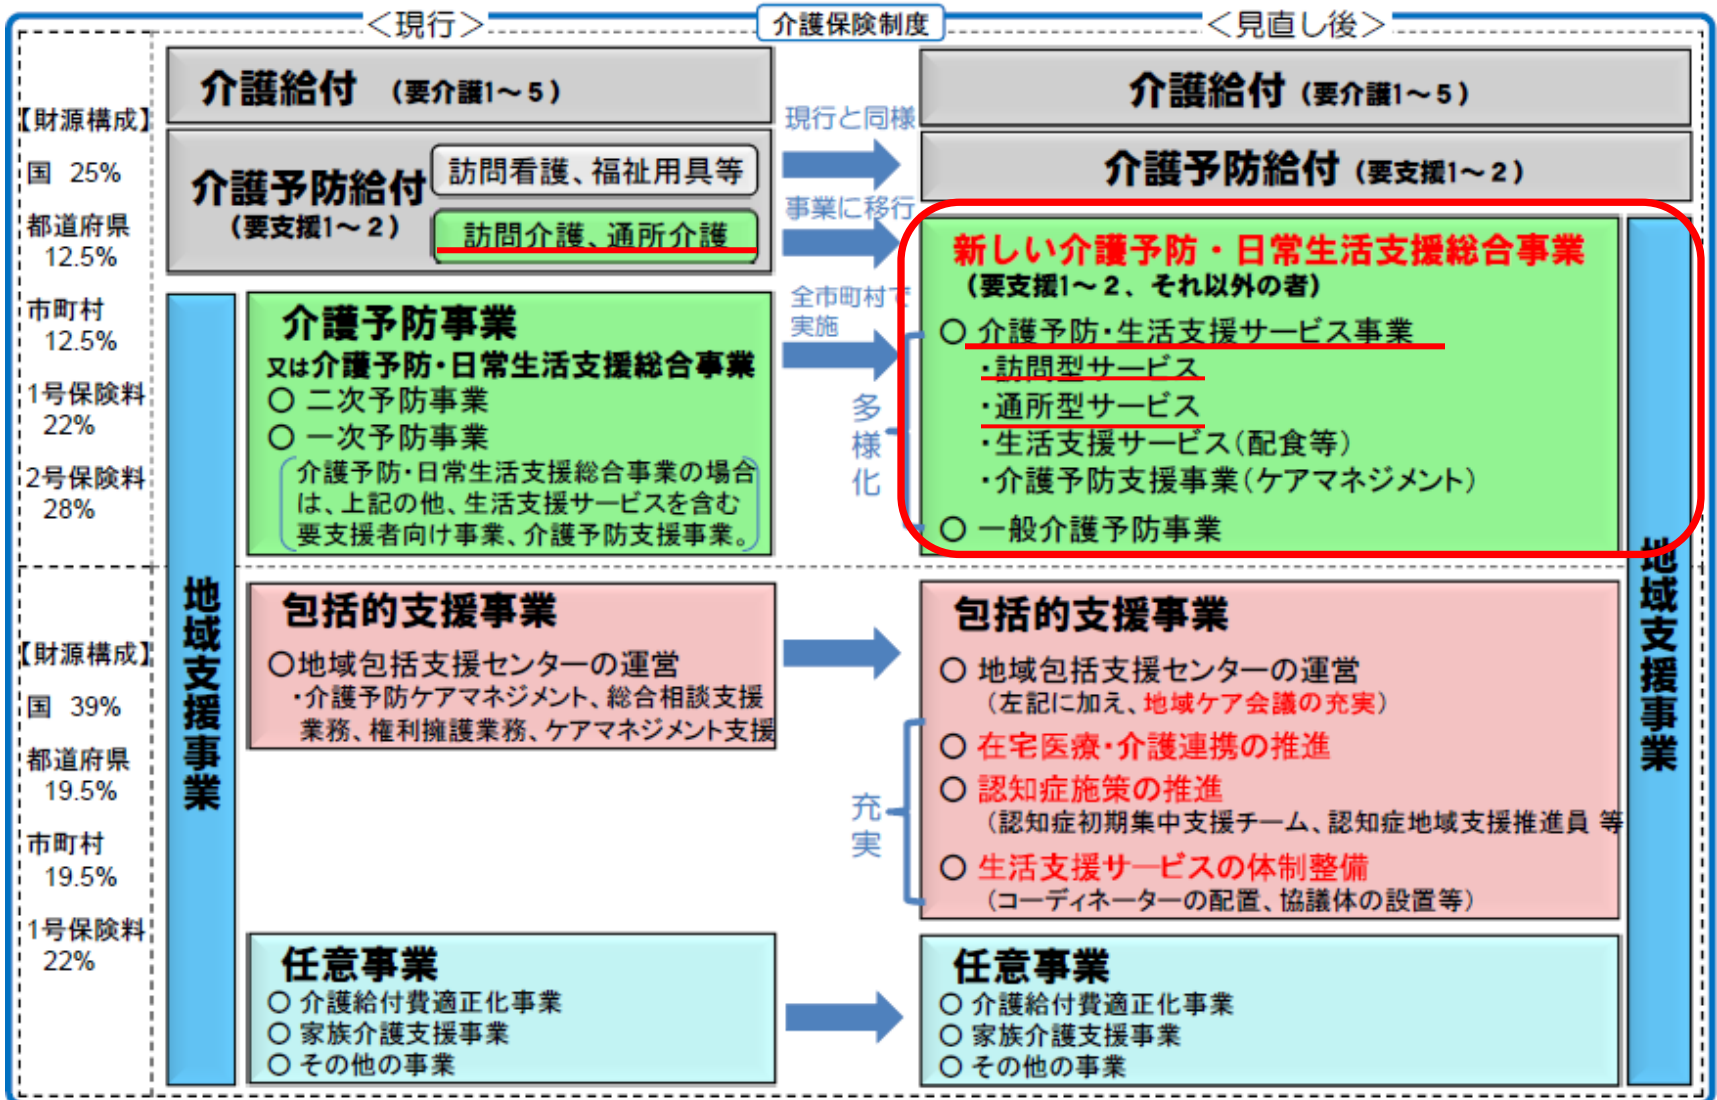 ＜現行＞
介護保険制度
＜見直し後＞
【財源構成】
国 25%
都道府県
12.5%
市町村
12.5%
1号保険料
22%
2号保険料
28%
【財源構成】
国 39%
都道府県
19.5%
市町村
19.5%
1号保険料
22%
介護給付 （要介護1～5）
介護予防給付
（要支援1～2）
訪問看護、福祉用具等
訪問介護、通所介護
地域支援事業
介護予防事業
又は介護予防・日常生活支援総合事業
○ 二次予防事業
○ 一次予防事業
介護予防・日常生活支援総合事業の場合
は、上記の他、生活支援サービスを含む
要支援者向け事業、介護予防支援事業。
包括的支援事業
○地域包括支援センターの運営
・介護予防ケアマネジメント、総合相談支援
業務、権利擁護業務、ケアマネジメント支援
任意事業
○ 介護給付費適正化事業
○ 家族介護支援事業
○ その他の事業
現行と同様
事業に移行
全市町村で
実施
多様化
充実
介護給付（要介護1～5）
介護予防給付（要支援1～2）
新しい介護予防・日常生活支援総合事業
（要支援1～2、それ以外の者）
○ 介護予防・生活支援サービス事業
・訪問型サービス
・通所型サービス
・生活支援サービス（配食等）
・介護予防支援事業（ケアマネジメント）
○ 一般介護予防事業
包括的支援事業
○ 地域包括支援センターの運営
（左記に加え、地域ケア会議の充実）
○ 在宅医療・介護連携の推進
○ 認知症施策の推進
（認知症初期集中支援チーム、認知症地域支援推進員 等
○ 生活支援サービスの体制整備
（コーディネーターの配置、協議体の設置等）
任意事業
○ 介護給付費適正化事業
○ 家族介護支援事業
○ その他の事業
地域支援事業